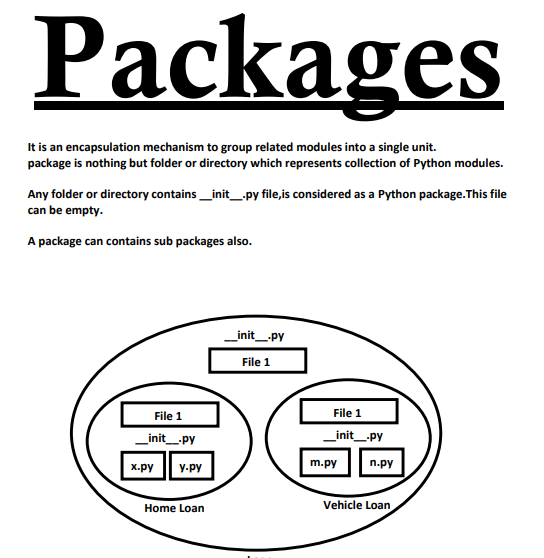 Packages
It is an encapsulation mechanism to group related modules into a single unit.
package is nothing but folder or directory which represents collection of Python modules.
Any folder or directory contains __init__.py file,is considered as a Python package.This file
can be empty.
A package can contains sub packages also.
__init__.py
File 1
File 1
__init__.py
x.py y.py
Home Loan
File 1
__init__.py
m.py n.py
Vehicle Loan